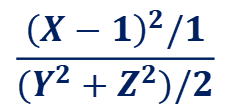 (X − 1)²/1
(Y² + Z²)/2